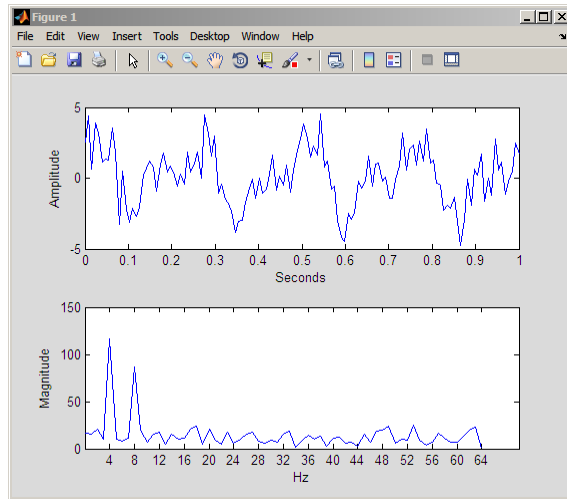 Figure 1
File Edit View Insert Tools Desktop Window Help
5
0
-5
Amplitude
0 0.1 0.2 0.3 0.4 0.5 0.6 0.7 0.8 0.9 1
Seconds
150
100
50
0
Magnitude
4 8 12 16 20 24 28 32 36 40 44 48 52 56 60 64
Hz